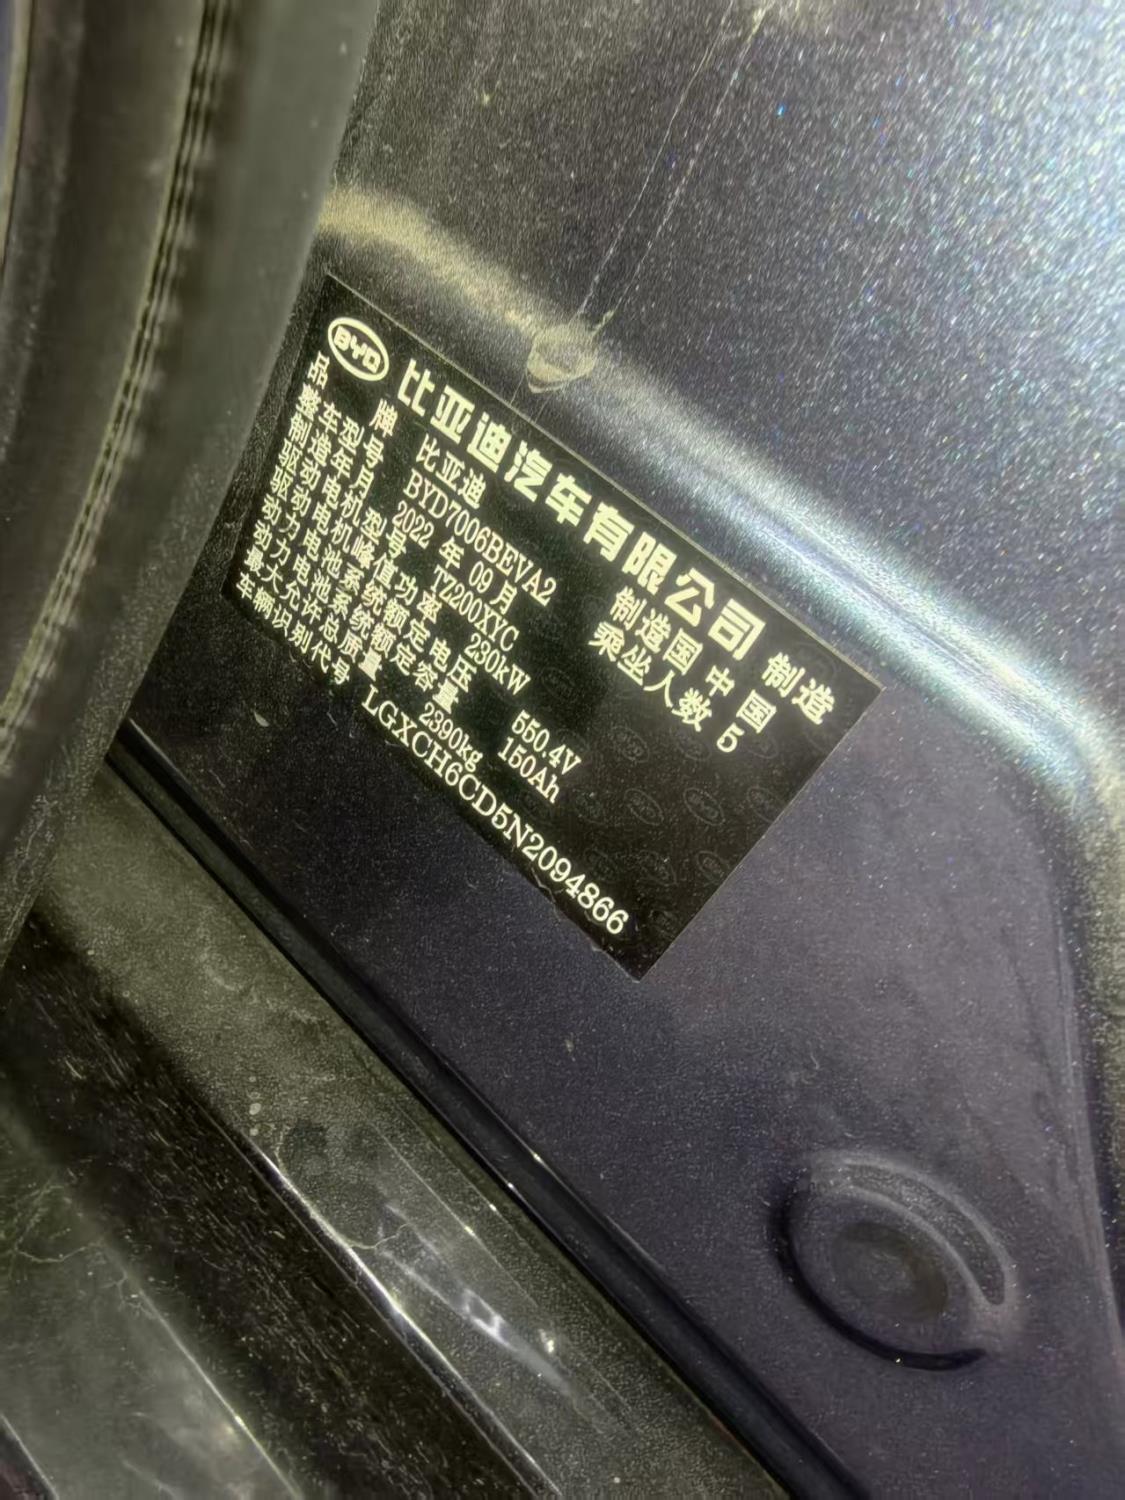 BYD 比亚迪汽车有限公司 制造
品牌 比亚迪 制造国 中国
整车型号 BYD7006BEVA2 乘坐人数 5
制造年月 2022 年 09 月
驱动电机型号 TZ200XYC
驱动电机峰值功率 230kW
动力电池系统额定电压 550.4V
动力电池系统额定容量 150Ah
最大允许总质量 2390kg
车辆识别代号 LGXCH6CD5N2094866